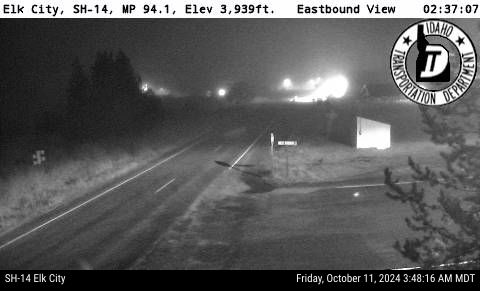 Elk City, SH-14, MP 94.1, Elev 3,939ft. Eastbound View 02:37:07
IDAHO
TRANSPORTATION DEPARTMENT
SH-14 Elk City Friday, October 11, 2024 3:48:16 AM MDT